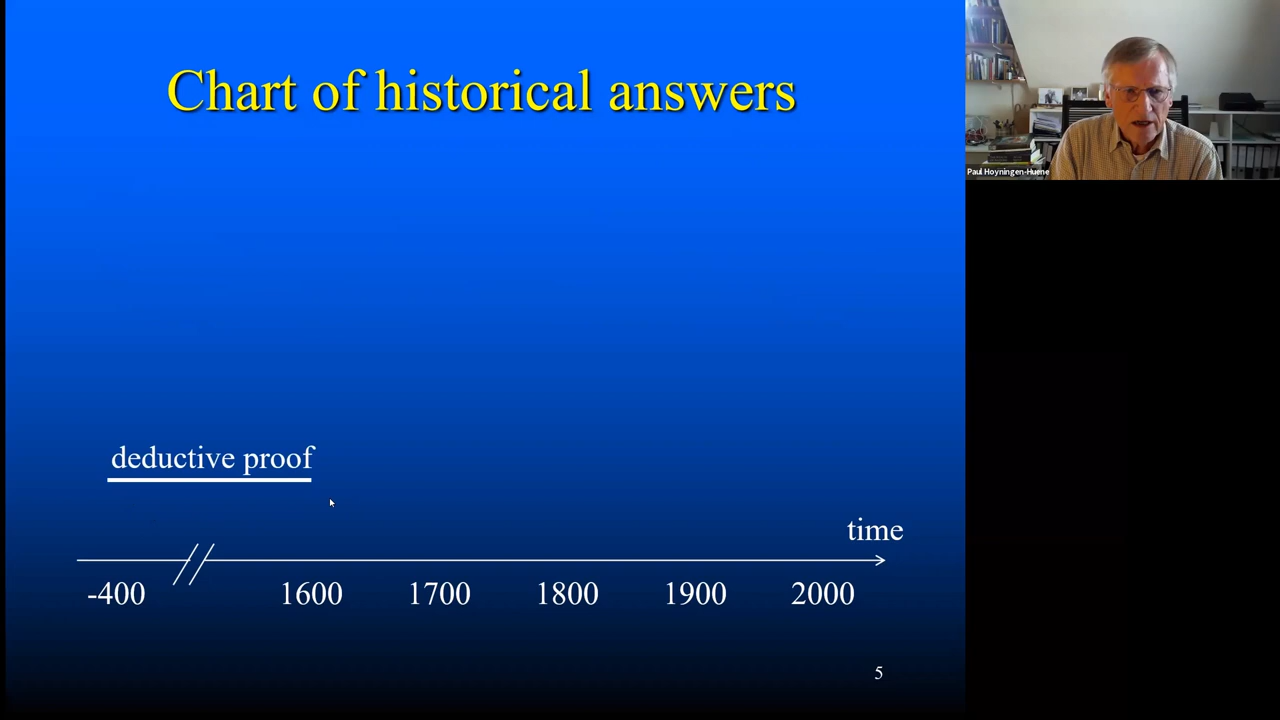 Chart of historical answers
Paul Hoyningen-Huene
deductive proof
time
-400 1600 1700 1800 1900 2000
5